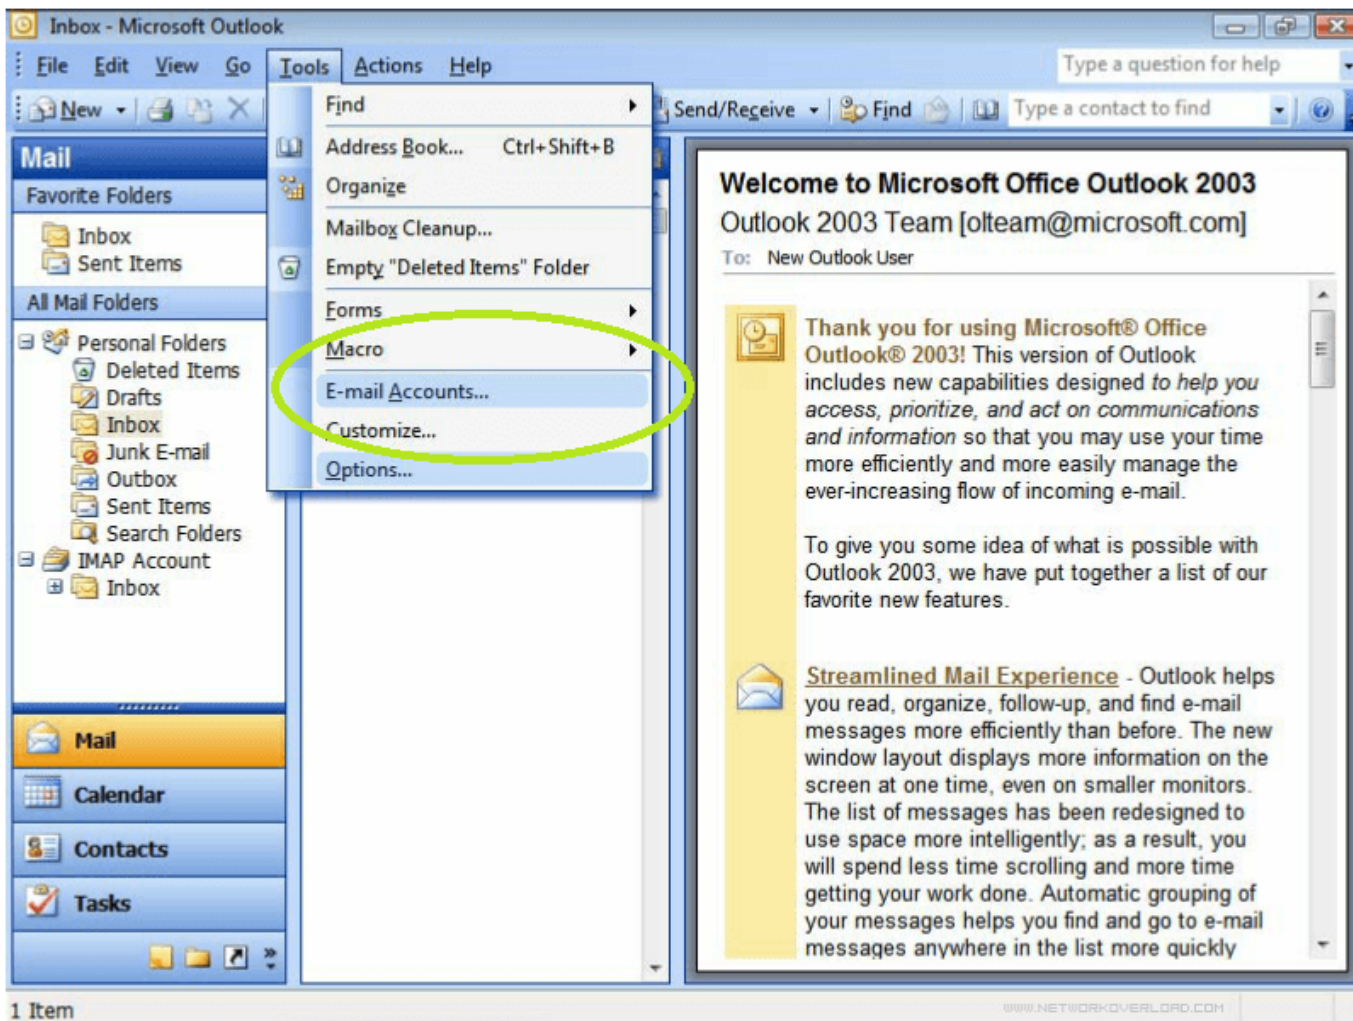 Inbox - Microsoft Outlook
File Edit View Go Tools Actions Help Type a question for help
New Send/Receive Find Type a contact to find
Find
Address Book... Ctrl+Shift+B
Organize
Mailbox Cleanup...
Empty "Deleted Items" Folder
Forms
Macro
E-mail Accounts...
Customize...
Options...
Mail
Favorite Folders
Inbox
Sent Items
All Mail Folders
Personal Folders
Deleted Items
Drafts
Inbox
Junk E-mail
Outbox
Sent Items
Search Folders
IMAP Account
Inbox
Mail
Calendar
Contacts
Tasks
Welcome to Microsoft Office Outlook 2003
Outlook 2003 Team [olteam@microsoft.com]
To: New Outlook User
Thank you for using Microsoft® Office
Outlook® 2003! This version of Outlook
includes new capabilities designed to help you
access, prioritize, and act on communications
and information so that you may use your time
more efficiently and more easily manage the
ever-increasing flow of incoming e-mail.
To give you some idea of what is possible with
Outlook 2003, we have put together a list of our
favorite new features.
Streamlined Mail Experience - Outlook helps
you read, organize, follow-up, and find e-mail
messages more efficiently than before. The new
window layout displays more information on the
screen at one time, even on smaller monitors.
The list of messages has been redesigned to
use space more intelligently; as a result, you
will spend less time scrolling and more time
getting your work done. Automatic grouping of
your messages helps you find and go to e-mail
messages anywhere in the list more quickly
1 Item
WWW.NETWORKOVERLOAD.COM